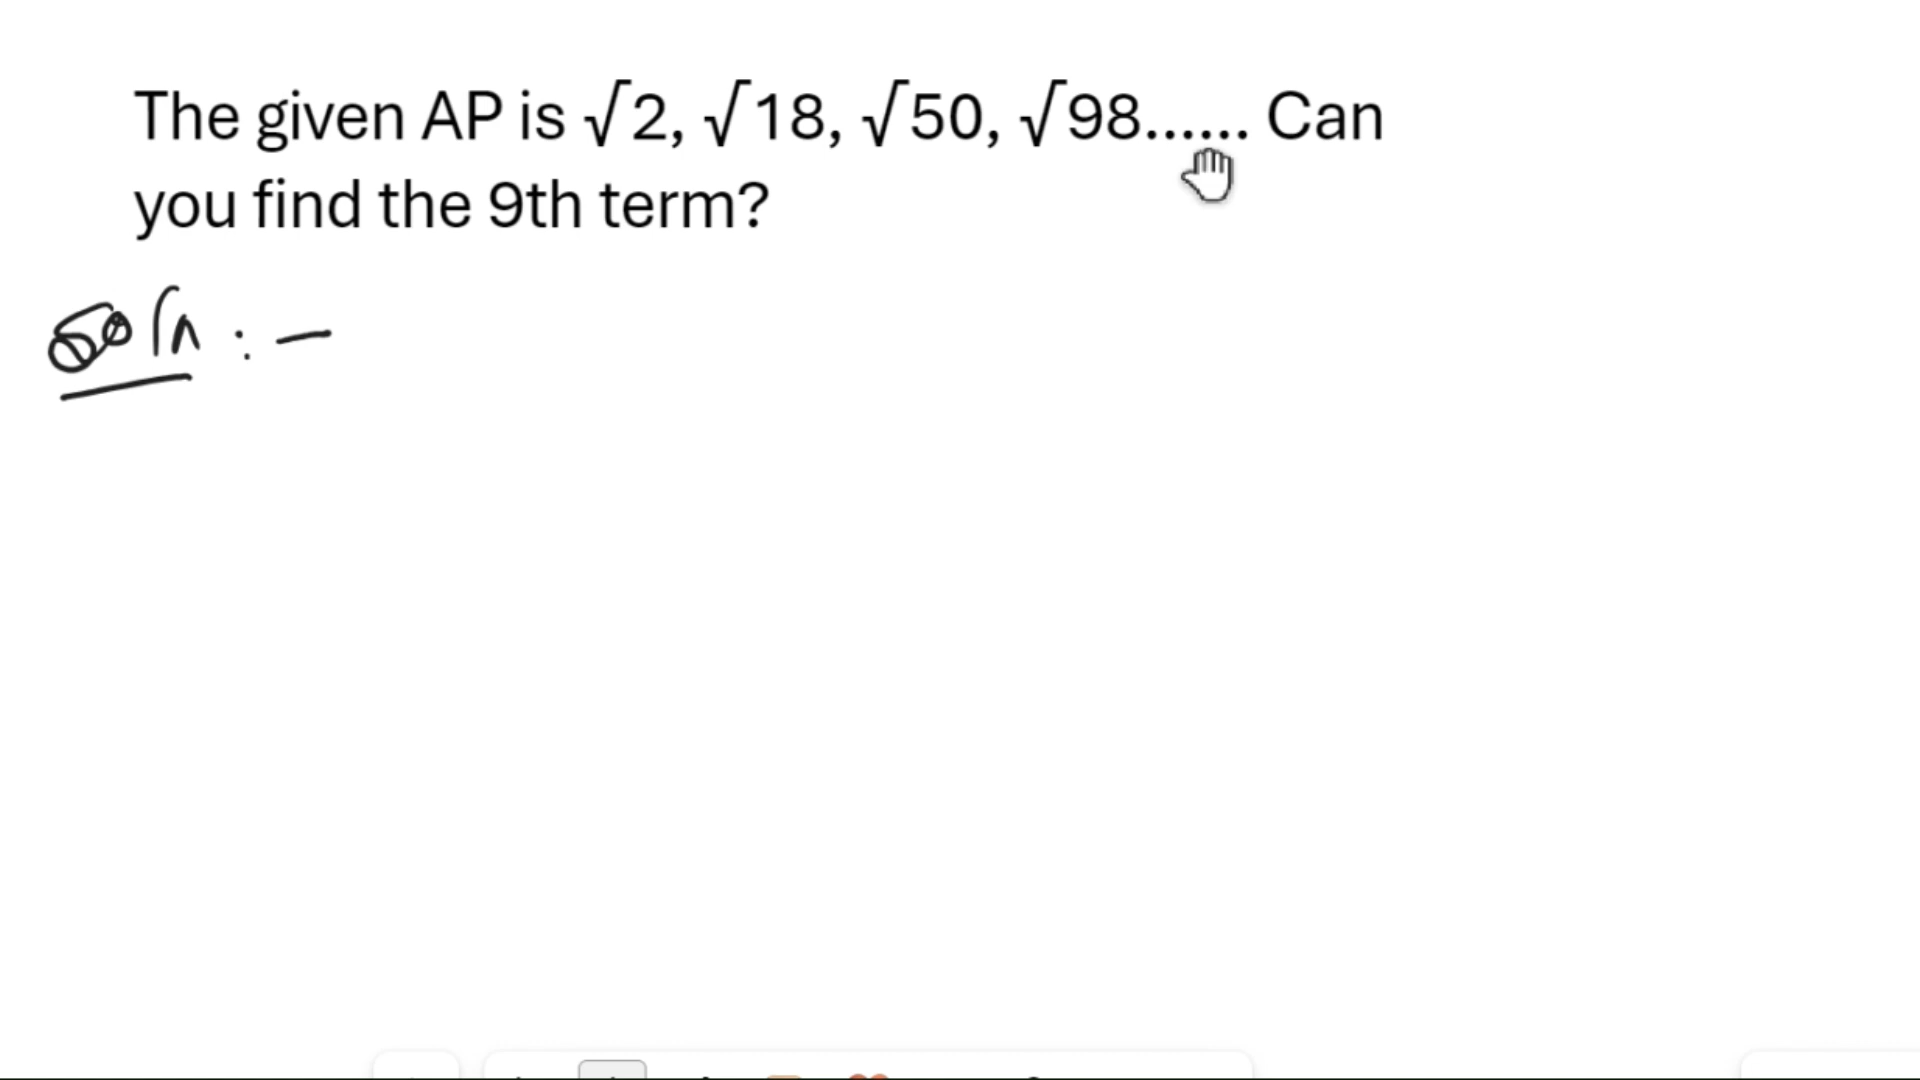 The given AP is √2, √18, √50, √98...... Can
you find the 9th term?
Soln : —